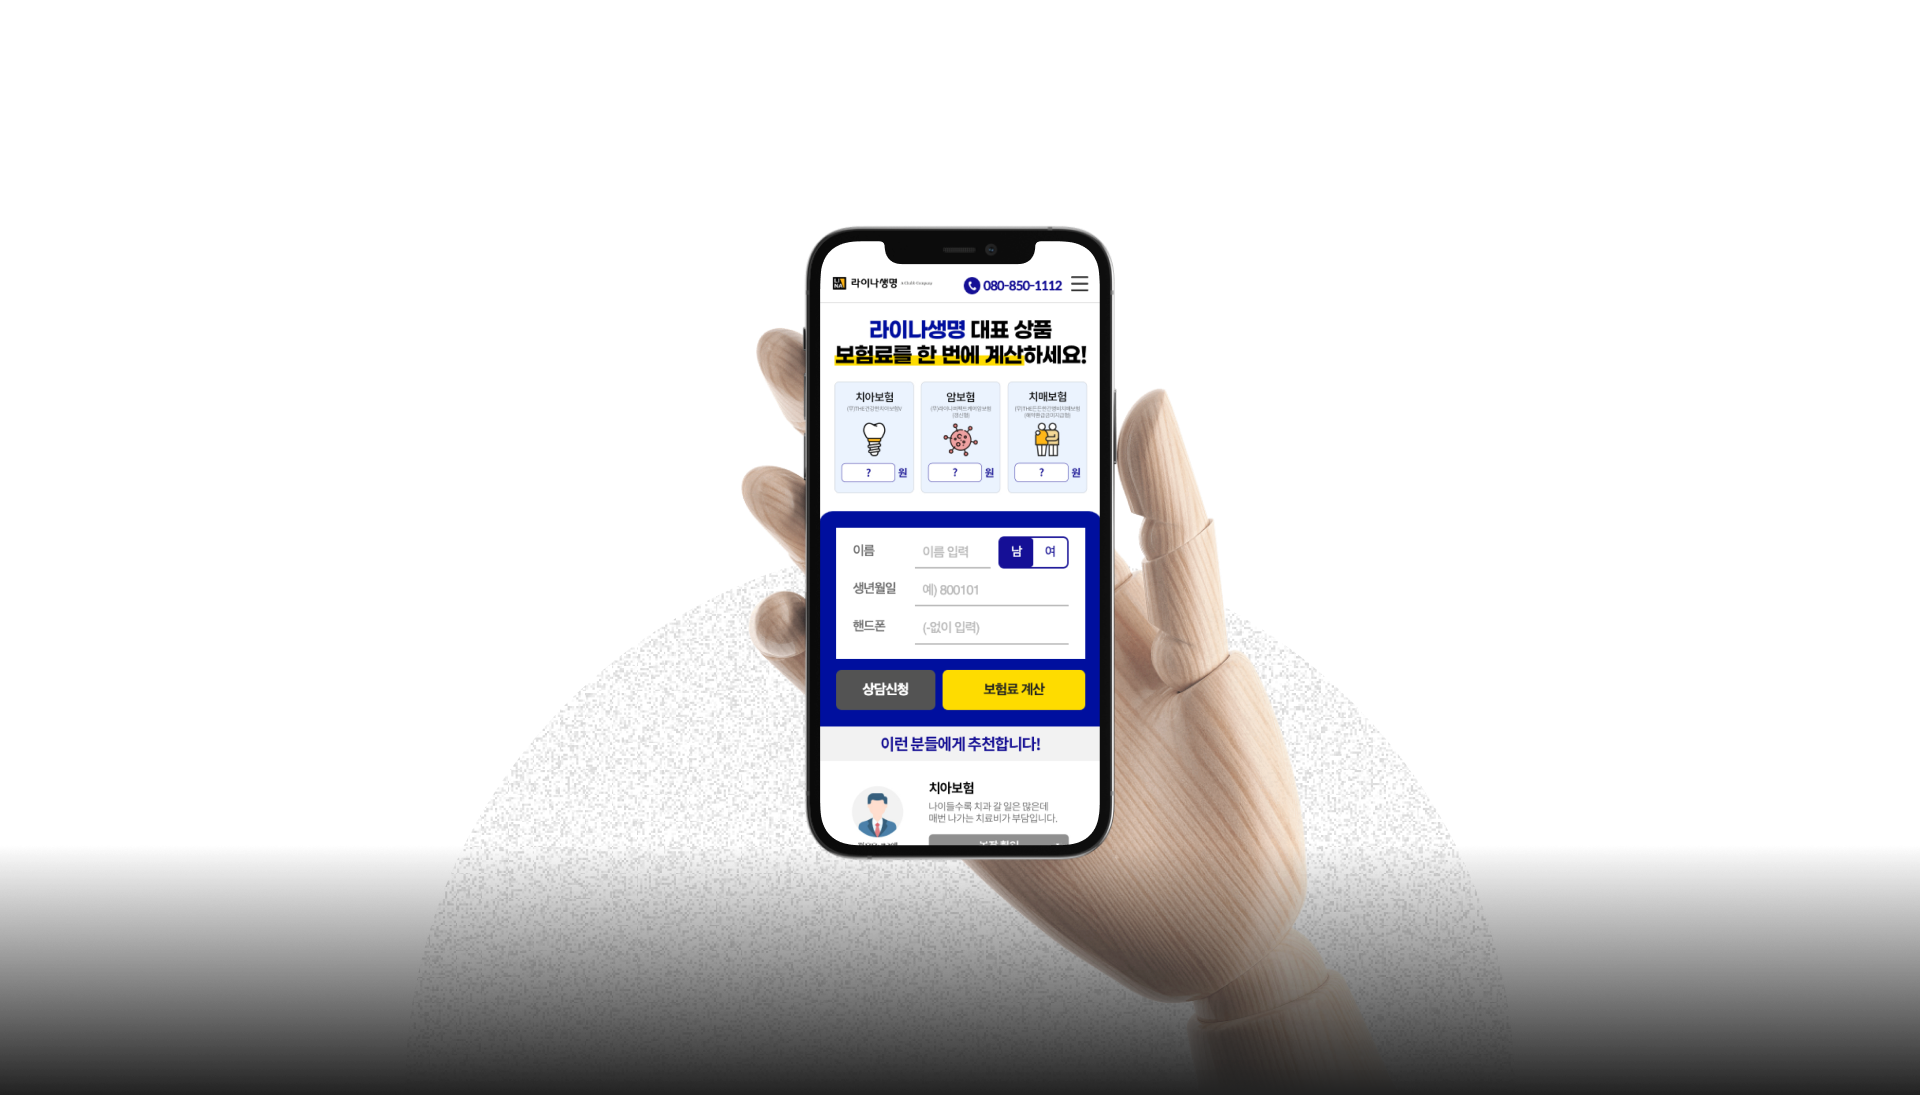 LINA 라이나생명 A Chubb Company
080-850-1112
라이나생명 대표 상품
보험료를 한 번에 계산하세요!
치아보험
암보험
치매보험
? 원
? 원
? 원
이름 이름 입력 남 여
생년월일 예) 800101
핸드폰 (-없이 입력)
상담신청 보험료 계산
이런 분들에게 추천합니다!
치아보험
나이들수록 치과 갈 일은 많은데
매번 나가는 치료비가 부담입니다.